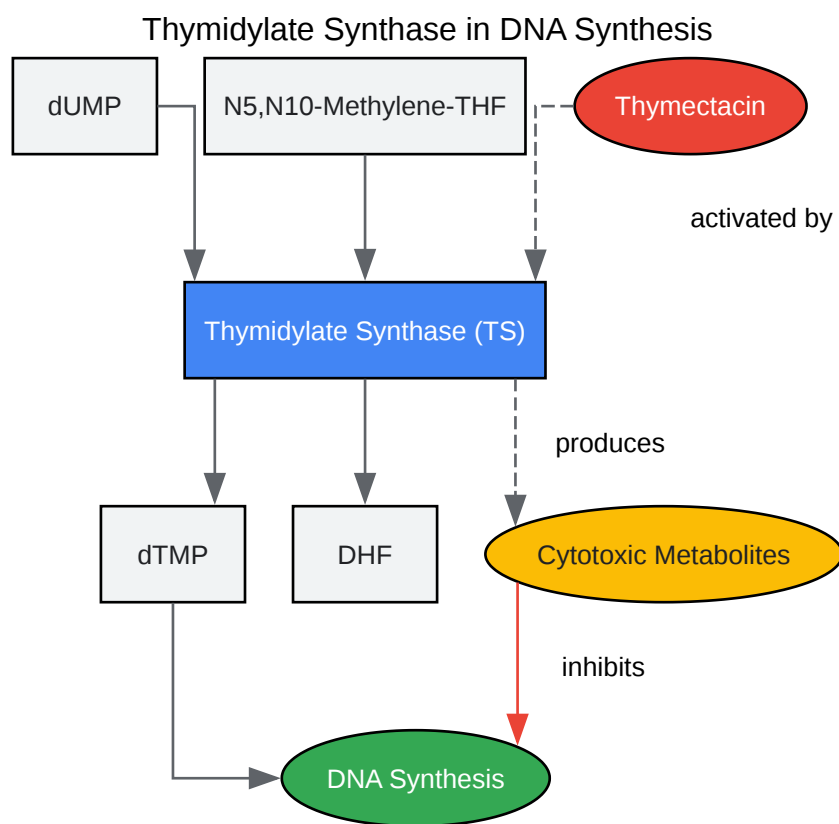 Thymidylate Synthase in DNA Synthesis
dUMP
N5,N10-Methylene-THF
Thymectacin
activated by
Thymidylate Synthase (TS)
produces
dTMP
DHF
Cytotoxic Metabolites
inhibits
DNA Synthesis